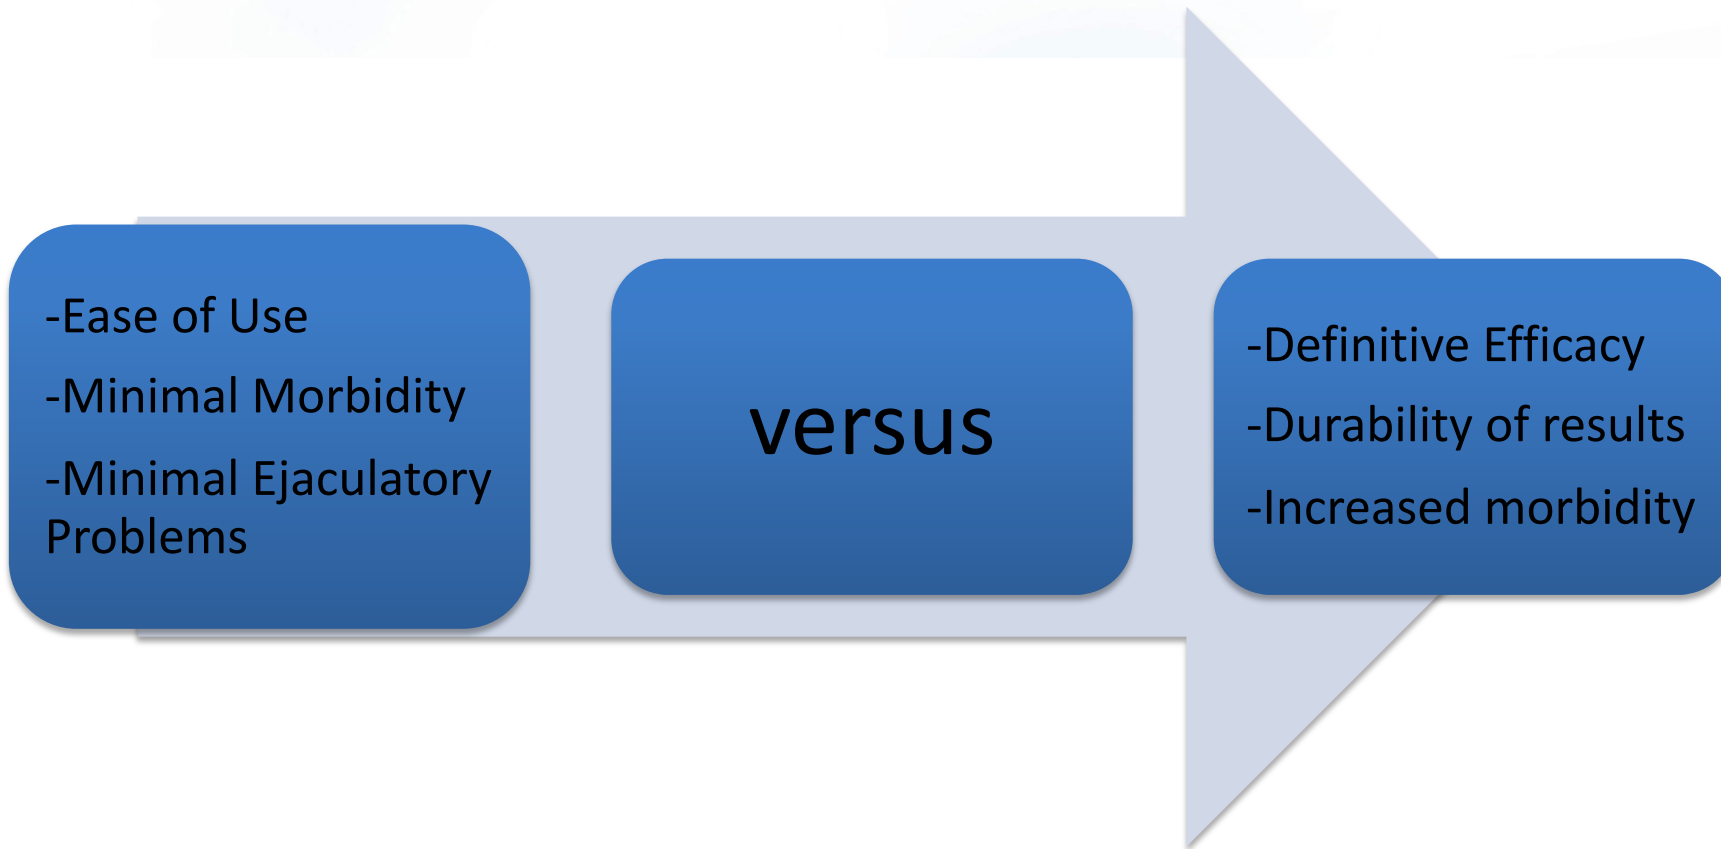 -Ease of Use
-Minimal Morbidity
-Minimal Ejaculatory
Problems
versus
-Definitive Efficacy
-Durability of results
-Increased morbidity